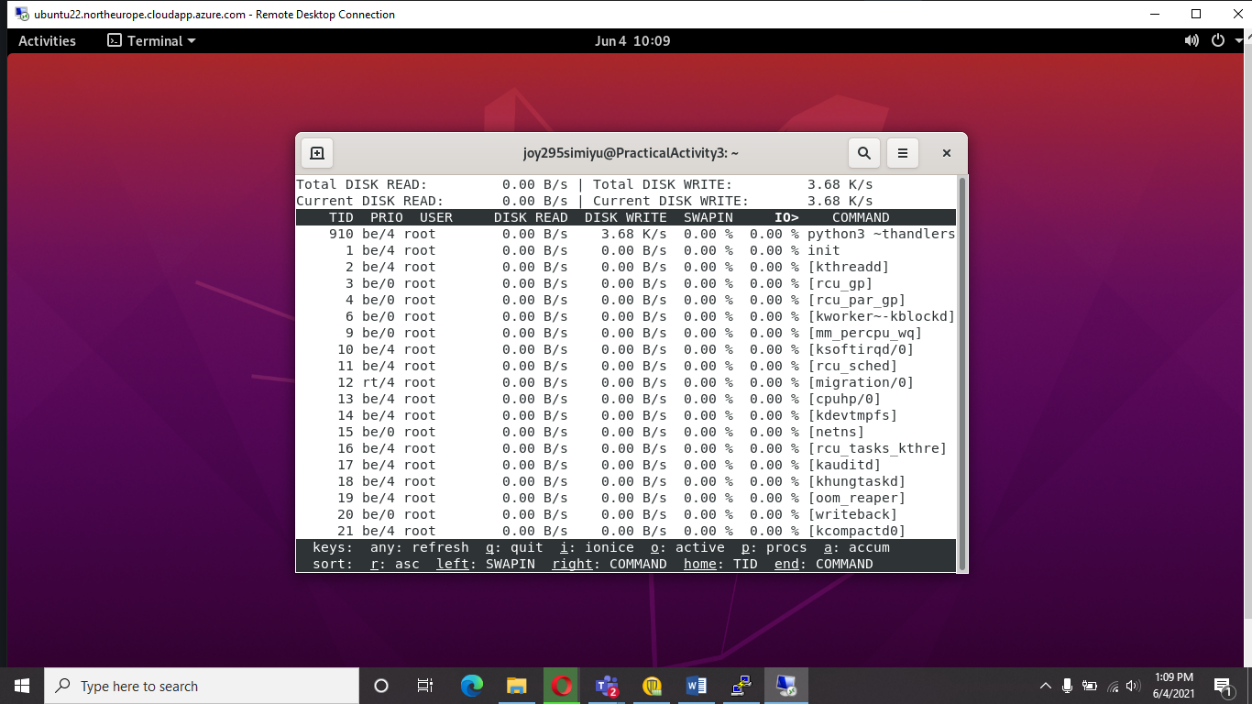 ubuntu22.northeurope.cloudapp.azure.com - Remote Desktop Connection
Activities Terminal Jun 4 10:09
joy295simiyu@PracticalActivity3: ~
Total DISK READ: 0.00 B/s | Total DISK WRITE: 3.68 K/s
Current DISK READ: 0.00 B/s | Current DISK WRITE: 3.68 K/s
TID PRIO USER DISK READ DISK WRITE SWAPIN IO> COMMAND
910 be/4 root 0.00 B/s 3.68 K/s 0.00 % 0.00 % python3 ~thandlers
1 be/4 root 0.00 B/s 0.00 B/s 0.00 % 0.00 % init
2 be/4 root 0.00 B/s 0.00 B/s 0.00 % 0.00 % [kthreadd]
3 be/0 root 0.00 B/s 0.00 B/s 0.00 % 0.00 % [rcu_gp]
4 be/0 root 0.00 B/s 0.00 B/s 0.00 % 0.00 % [rcu_par_gp]
6 be/0 root 0.00 B/s 0.00 B/s 0.00 % 0.00 % [kworker~-kblockd]
9 be/0 root 0.00 B/s 0.00 B/s 0.00 % 0.00 % [mm_percpu_wq]
10 be/4 root 0.00 B/s 0.00 B/s 0.00 % 0.00 % [ksoftirqd/0]
11 be/4 root 0.00 B/s 0.00 B/s 0.00 % 0.00 % [rcu_sched]
12 rt/4 root 0.00 B/s 0.00 B/s 0.00 % 0.00 % [migration/0]
13 be/4 root 0.00 B/s 0.00 B/s 0.00 % 0.00 % [cpuhp/0]
14 be/4 root 0.00 B/s 0.00 B/s 0.00 % 0.00 % [kdevtmpfs]
15 be/0 root 0.00 B/s 0.00 B/s 0.00 % 0.00 % [netns]
16 be/4 root 0.00 B/s 0.00 B/s 0.00 % 0.00 % [rcu_tasks_kthre]
17 be/4 root 0.00 B/s 0.00 B/s 0.00 % 0.00 % [kauditd]
18 be/4 root 0.00 B/s 0.00 B/s 0.00 % 0.00 % [khungtaskd]
19 be/4 root 0.00 B/s 0.00 B/s 0.00 % 0.00 % [oom_reaper]
20 be/0 root 0.00 B/s 0.00 B/s 0.00 % 0.00 % [writeback]
21 be/4 root 0.00 B/s 0.00 B/s 0.00 % 0.00 % [kcompactd0]
keys: any: refresh q: quit i: ionice o: active p: procs a: accum
sort: r: asc left: SWAPIN right: COMMAND home: TID end: COMMAND
Type here to search
2
1:09 PM
6/4/2021
1